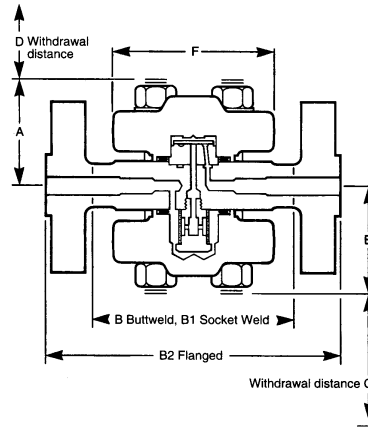 D Withdrawal
distance
F
A
E
B Buttweld, B1 Socket Weld
B2 Flanged
Withdrawal distance C